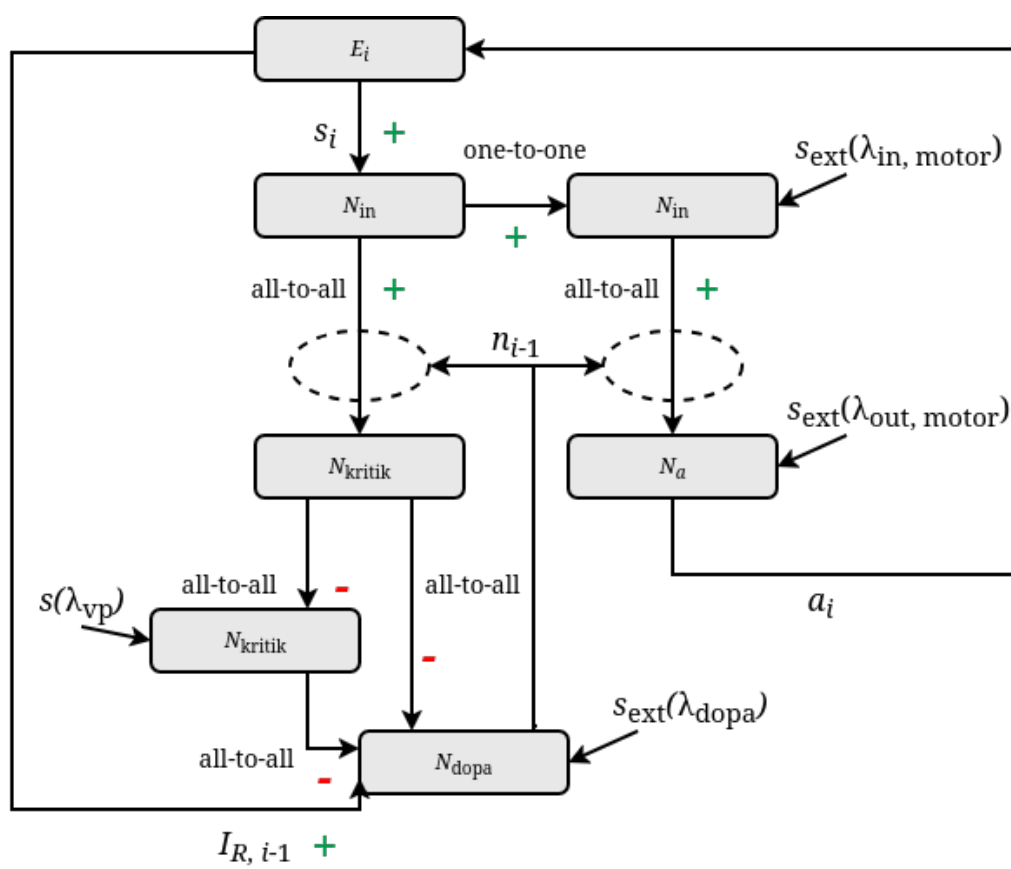 E_i
s_i +
one-to-one
s_ext(λ_in, motor)
N_in
N_in
+
all-to-all +
all-to-all +
n_i-1
s_ext(λ_out, motor)
N_kritik
N_a
all-to-all -
all-to-all
a_i
s(λ_vp)
N_kritik
-
s_ext(λ_dopa)
all-to-all
-
N_dopa
I_R, i-1 +